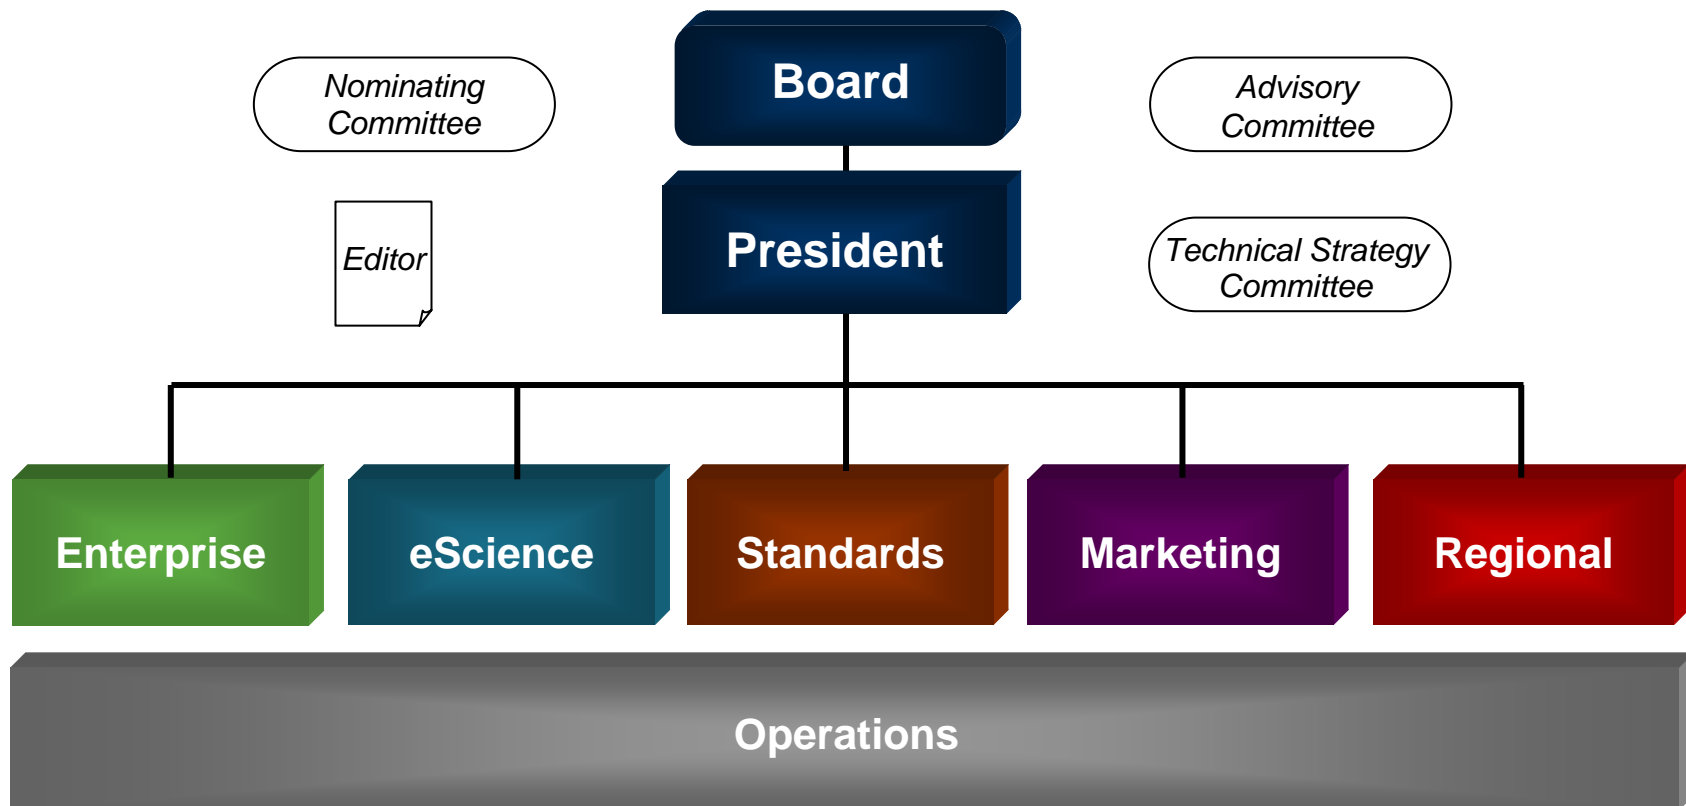 Board
Nominating
Committee
Advisory
Committee
President
Editor
Technical Strategy
Committee
Enterprise
eScience
Standards
Marketing
Regional
Operations